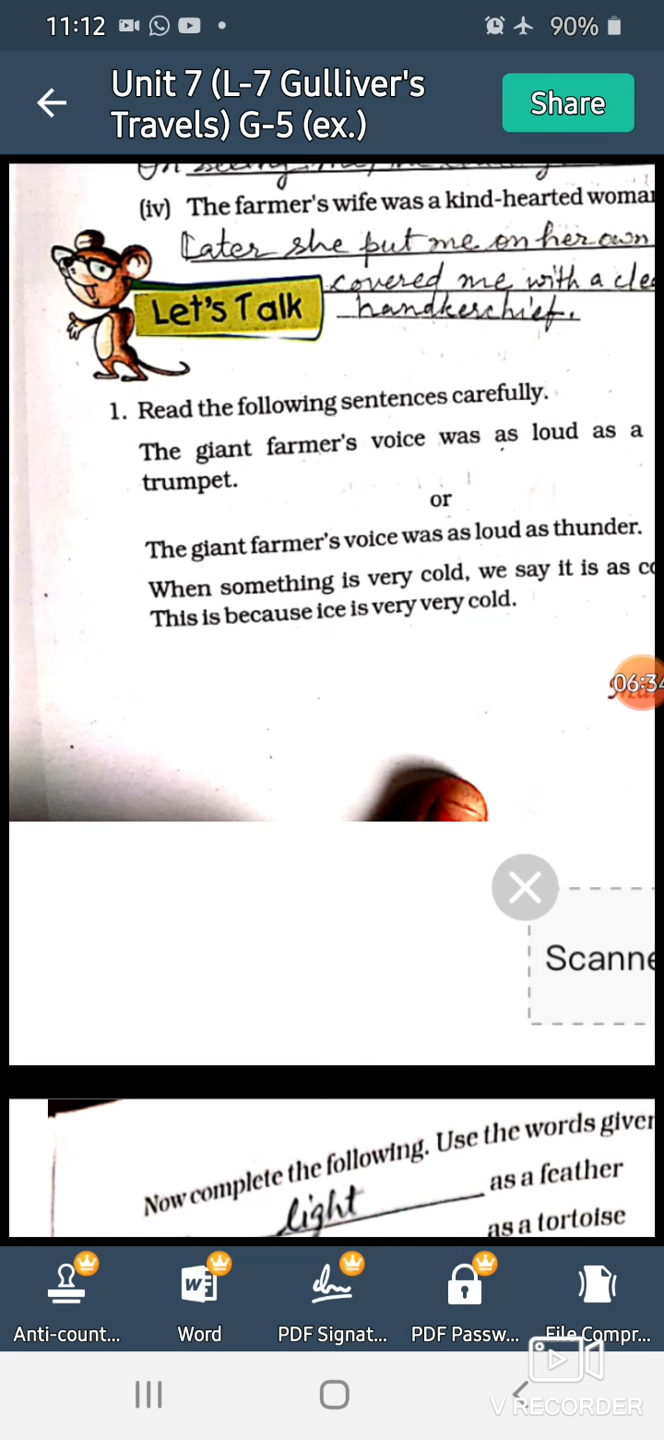 11:12
90%
Unit 7 (L-7 Gulliver's
Travels) G-5 (ex.)
Share
(iv) The farmer's wife was a kind-hearted woma
Later she put me on her own
covered me with a cle
handkerchief.
Let's Talk
1. Read the following sentences carefully.
The giant farmer's voice was as loud as a
trumpet.
or
The giant farmer's voice was as loud as thunder.
When something is very cold, we say it is as co
This is because ice is very very cold.
06:34
Scanne
Now complete the following. Use the words given
light as a feather
as a tortoise
Anti-count...
Word
PDF Signat...
PDF Passw...
File Compr...
V RECORDER